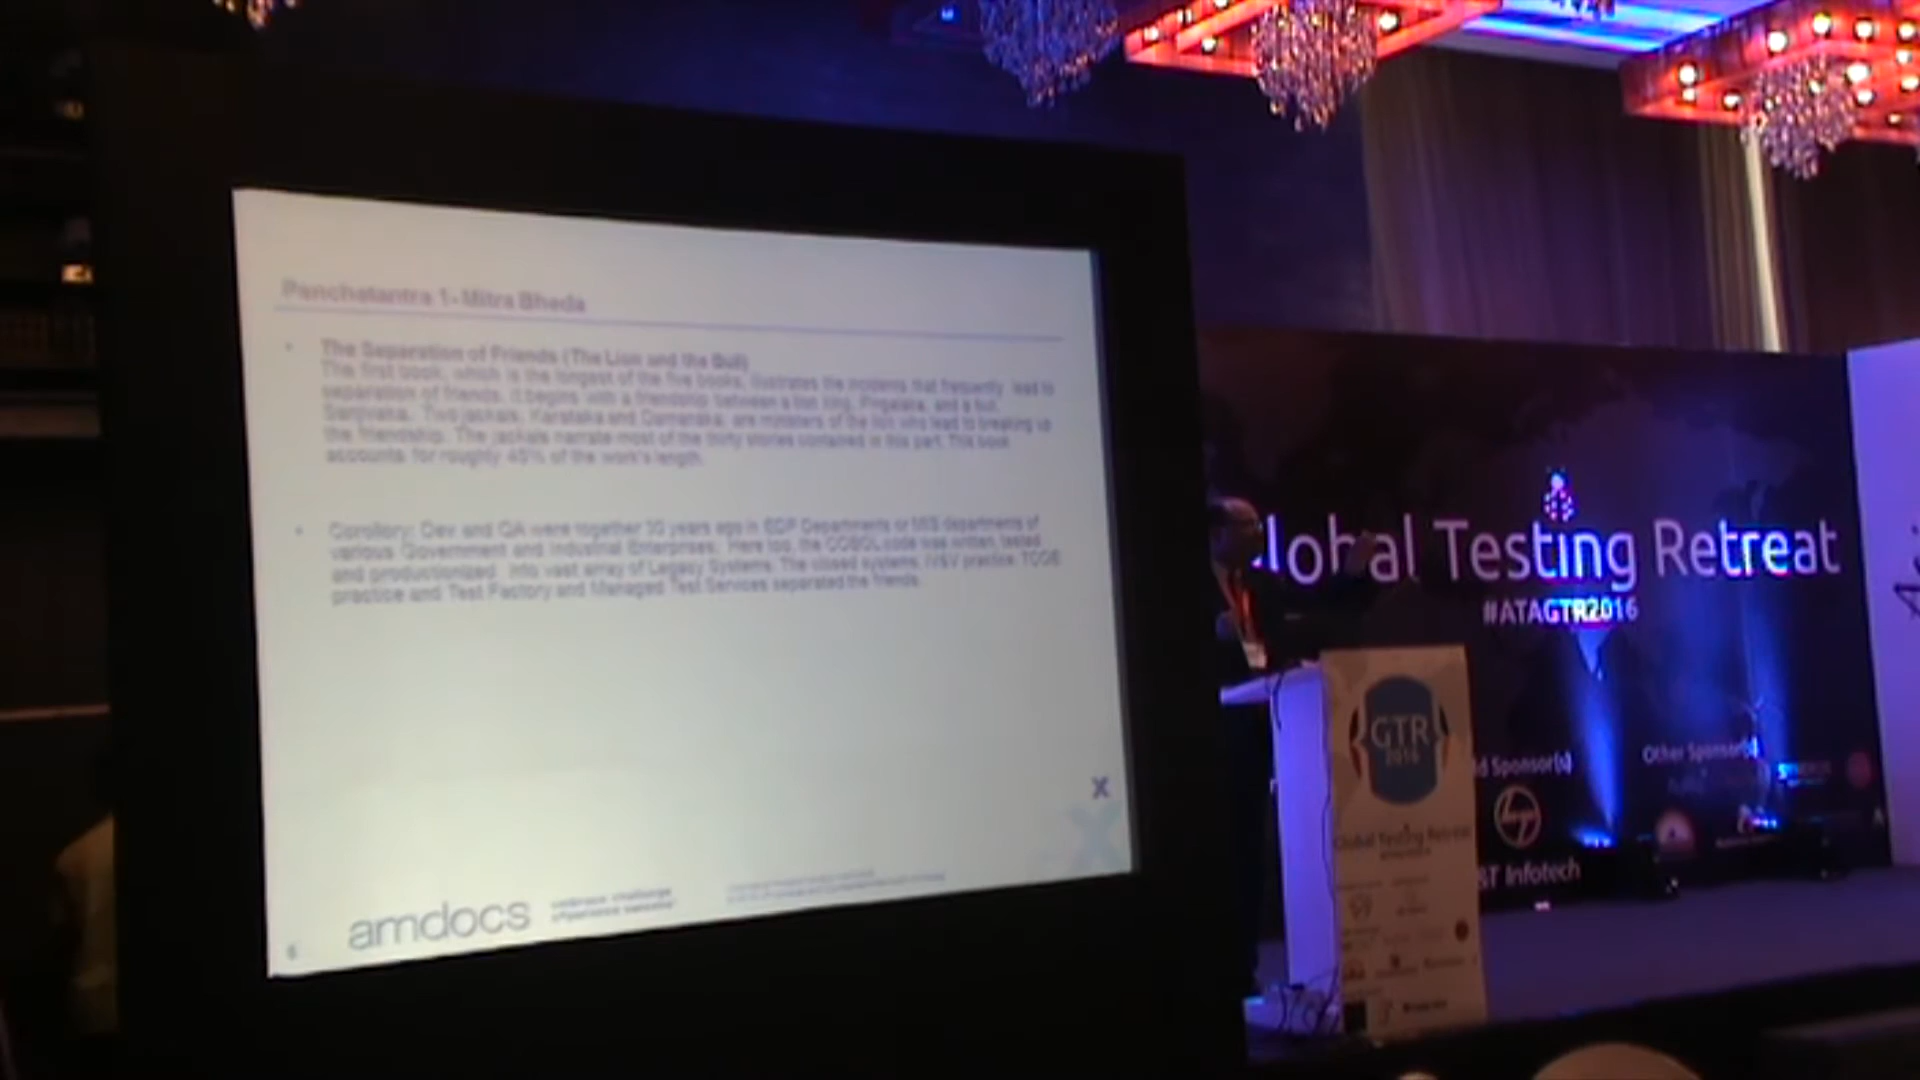 Panchatantra 1- Mitra Bheda
The Separation of Friends (The Lion and the Bull)
The first book, which is the longest of the five books, illustrates the incidents that frequently lead to
separation of friends. It begins with a friendship between a lion king, Pingalaka, and a bull,
Sanjivaka. Two jackals, Karataka and Damanaka, are ministers of the lion who lead to breaking up
the friendship. The jackals narrate most of the thirty stories contained in this part. This book
accounts for roughly 45% of the work's length.
Corollory: Dev and QA were together 30 years ago in EDP Departments or MIS departments of
various Government and Industrial Enterprises. Here too, the COBOL code was written, tested
and productionized into vast array of Legacy Systems. The closed systems, IV&V practice, TCOE
practice and Test Factory and Managed Test Services separated the friends.
amdocs
6
lobal Testing Retreat
#ATAGTR2016
GTR
2016
Global Testing Retreat
ld Sponsor(s)
Other Sponsor(s)
&T Infotech